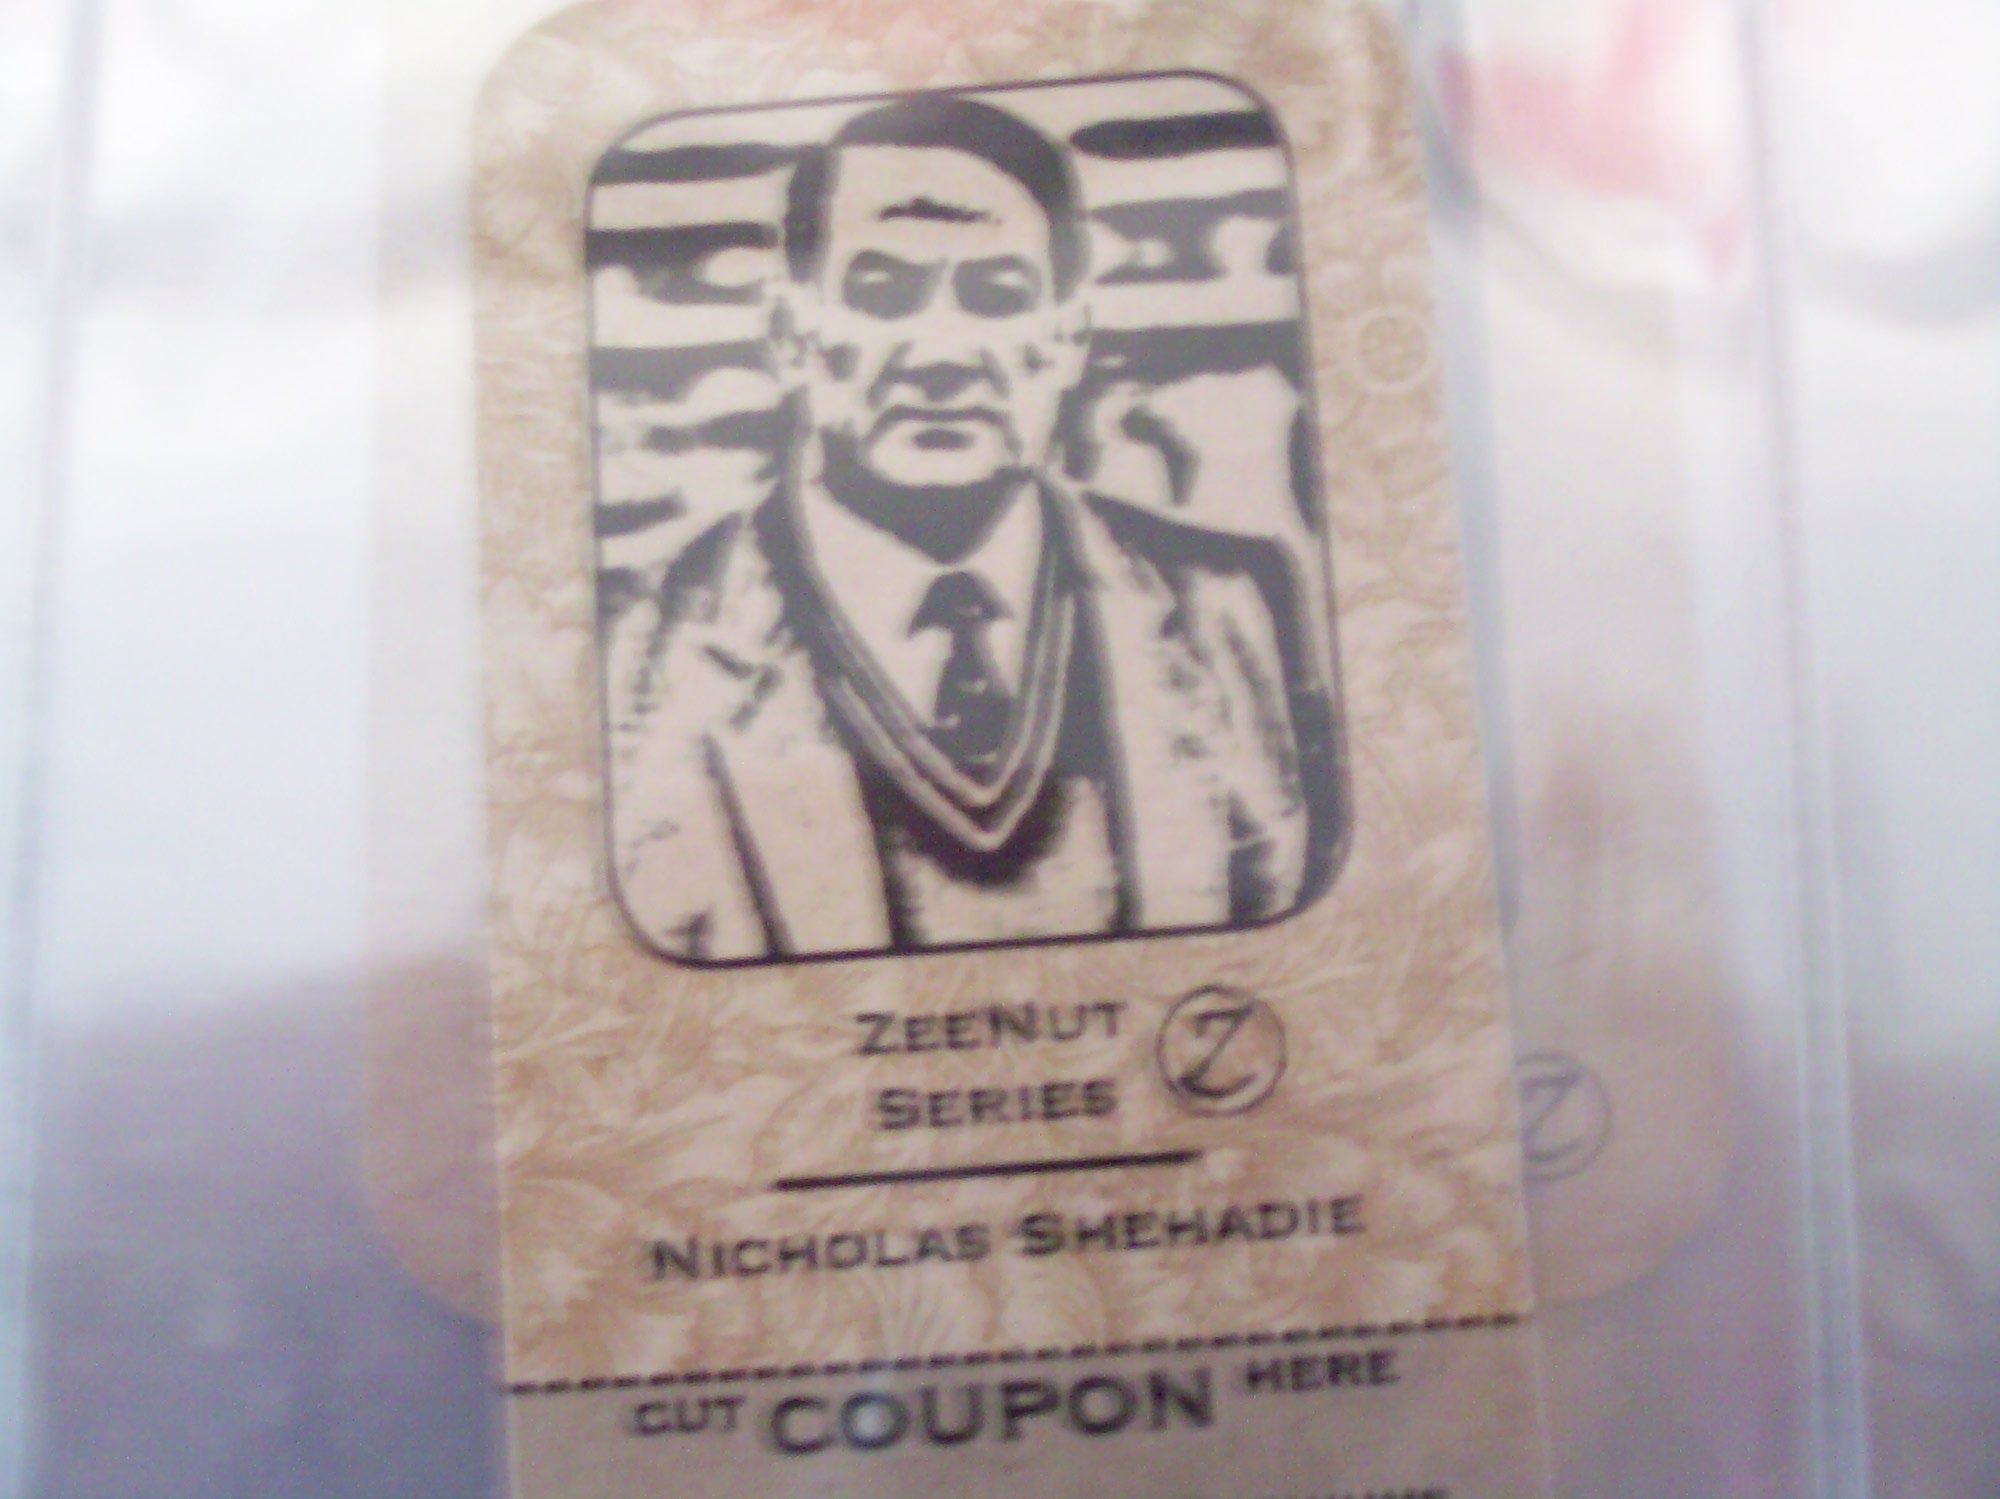 ZEENUT
SERIES
Z
NICHOLAS SHEHADIE
CUT COUPON HERE
Z